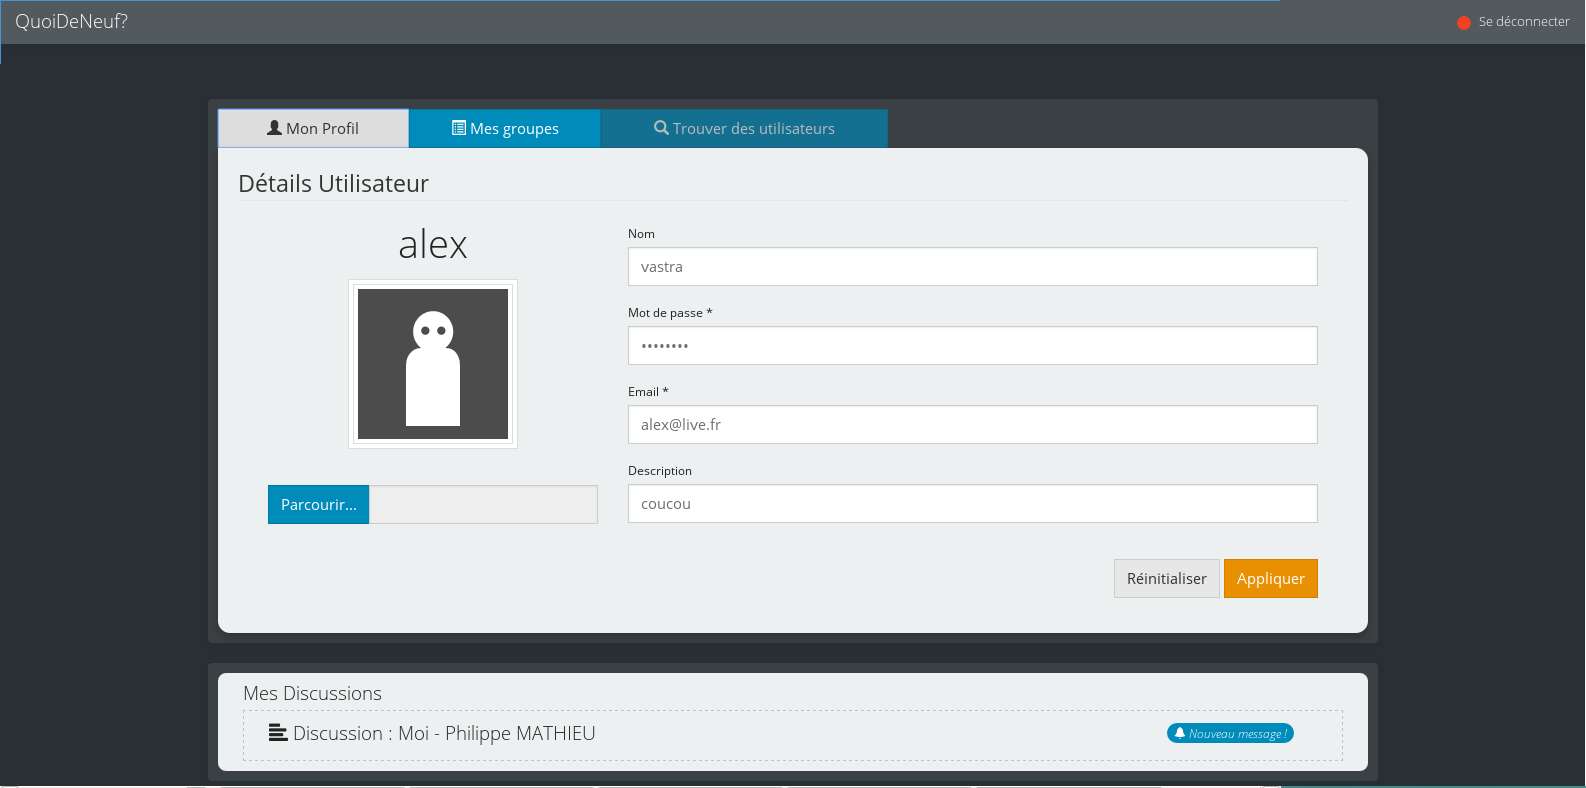 QuoiDeNeuf?
Se déconnecter
Mon Profil
Mes groupes
Trouver des utilisateurs
Détails Utilisateur
alex
Nom
vastra
Mot de passe *
••••••••
Email *
alex@live.fr
Description
coucou
Parcourir...
Réinitialiser
Appliquer
Mes Discussions
Discussion : Moi - Philippe MATHIEU
Nouveau message !